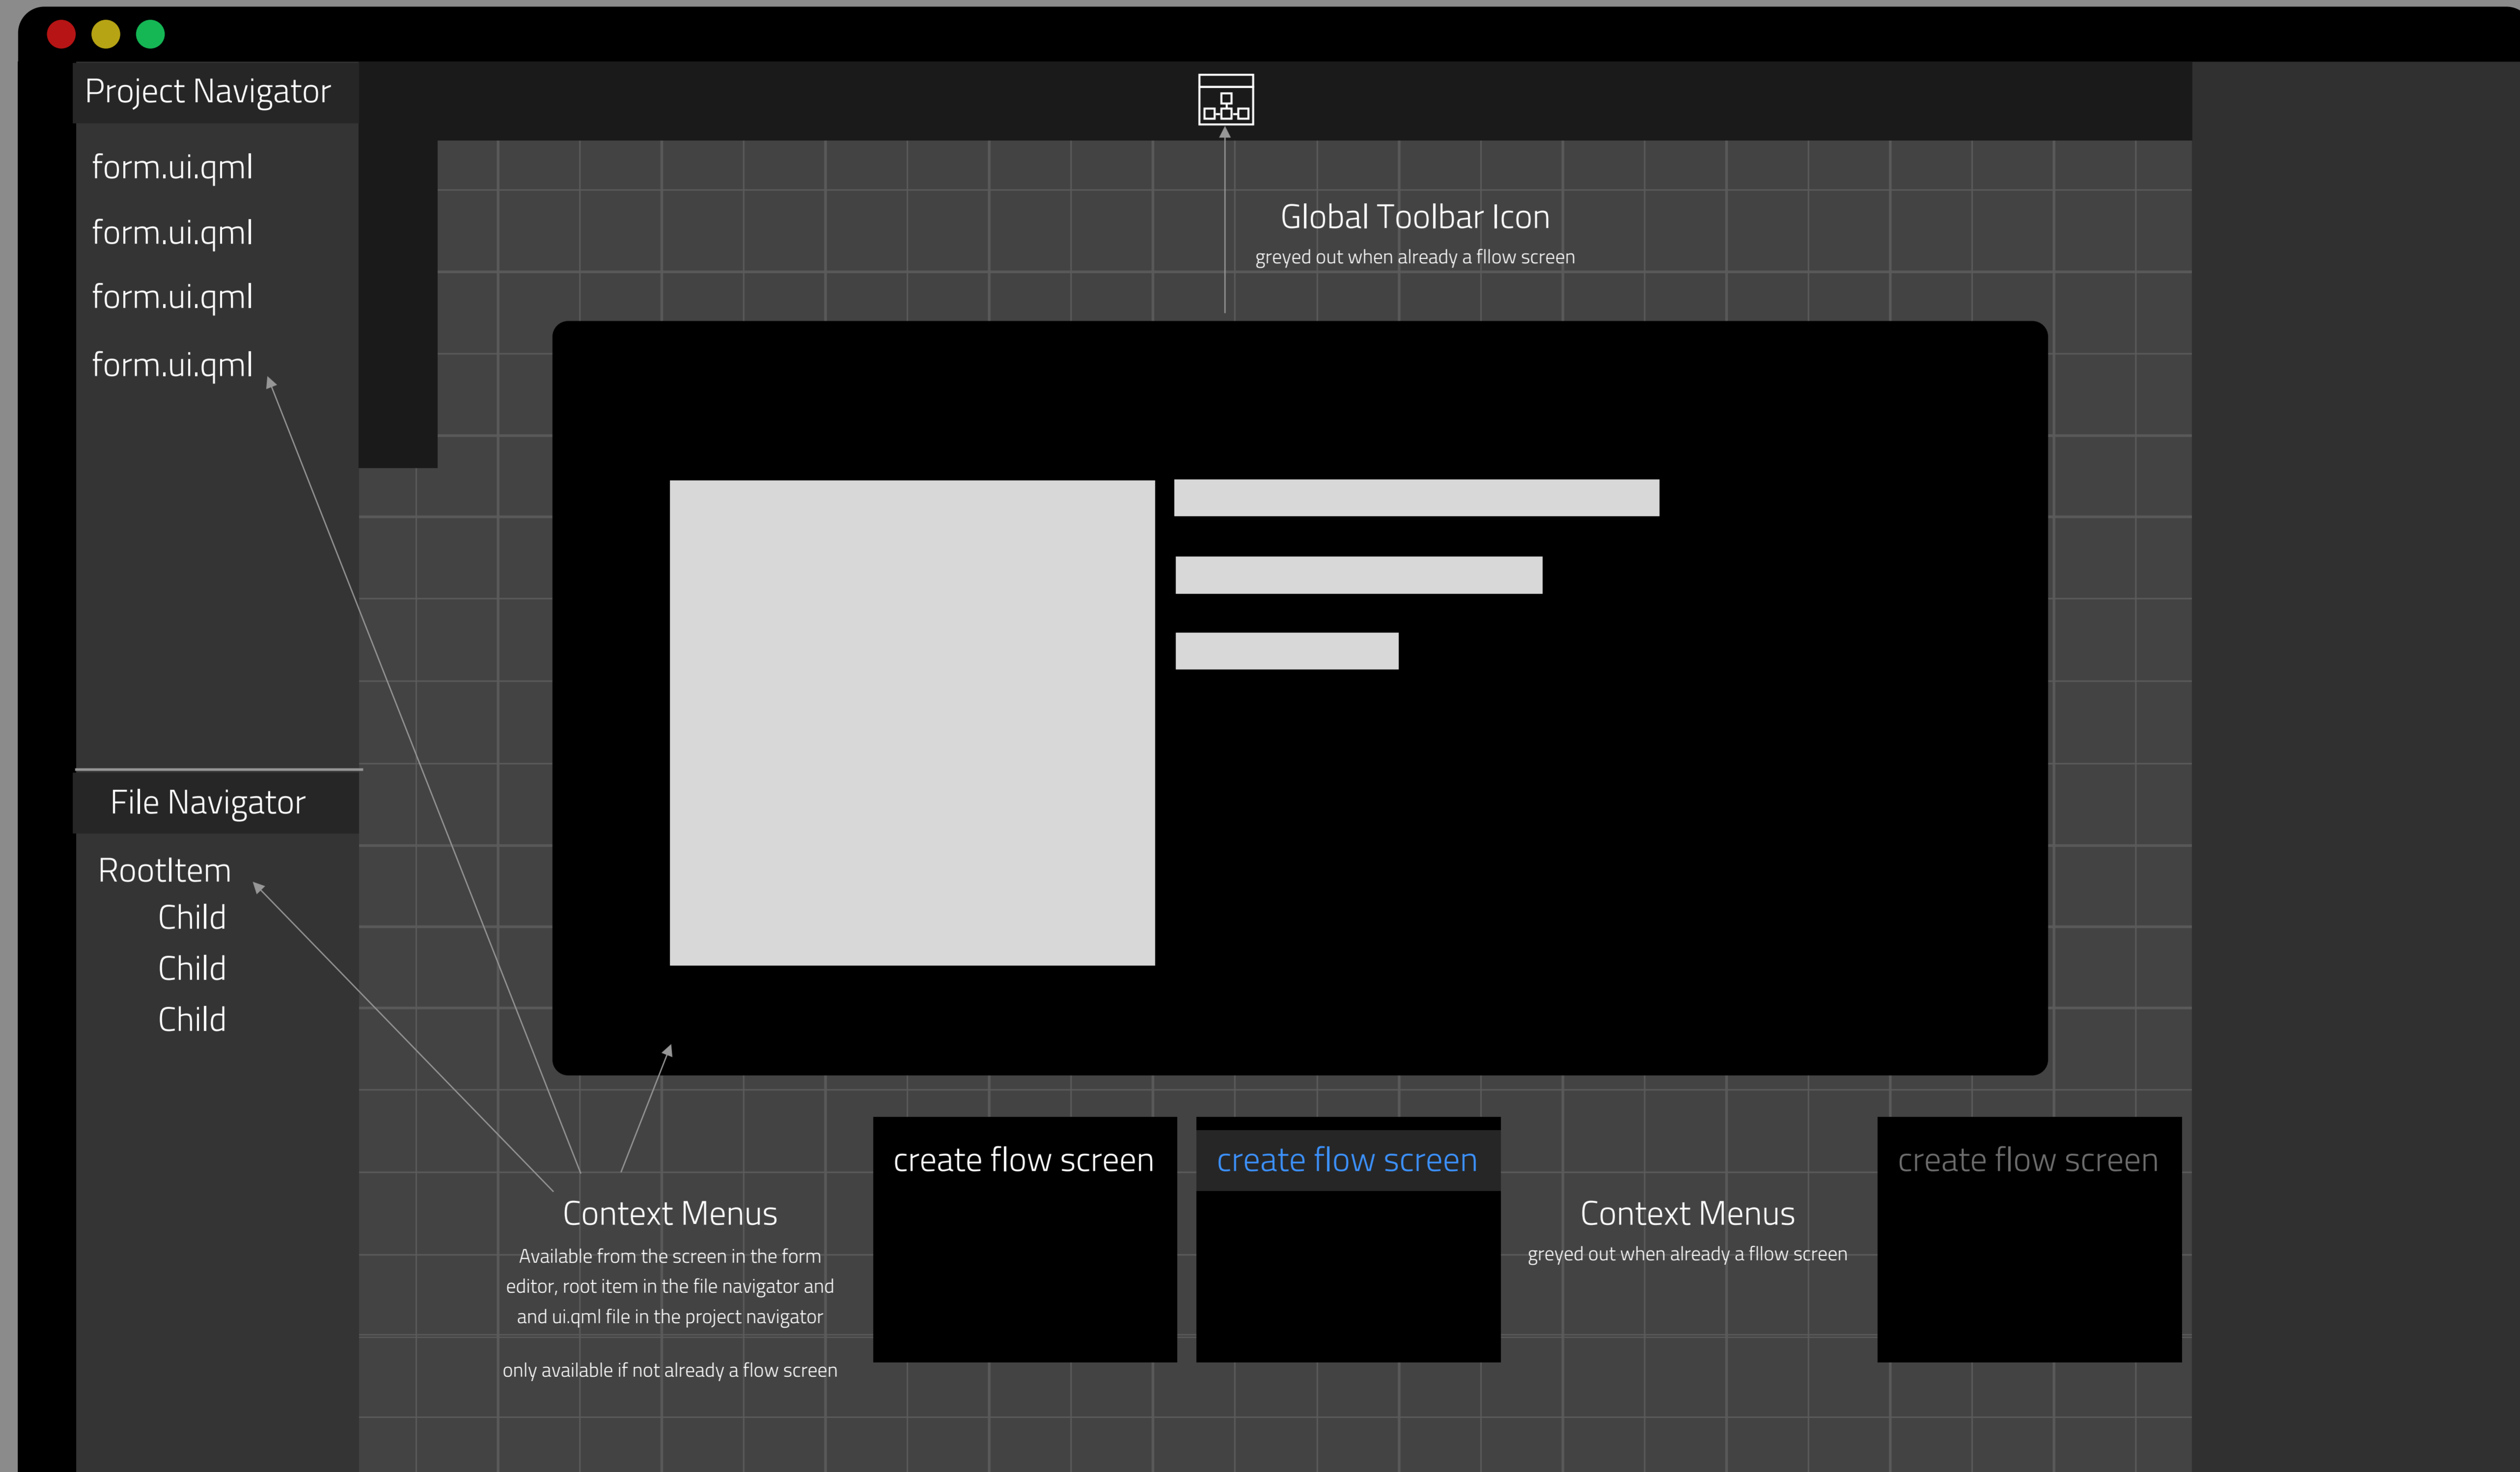 Project Navigator
form.ui.qml
form.ui.qml
form.ui.qml
form.ui.qml
Global Toolbar Icon
greyed out when already a fllow screen
File Navigator
RootItem
Child
Child
Child
Context Menus
Available from the screen in the form
editor, root item in the file navigator and
and ui.qml file in the project navigator
only available if not already a flow screen
create flow screen
create flow screen
Context Menus
greyed out when already a fllow screen
create flow screen